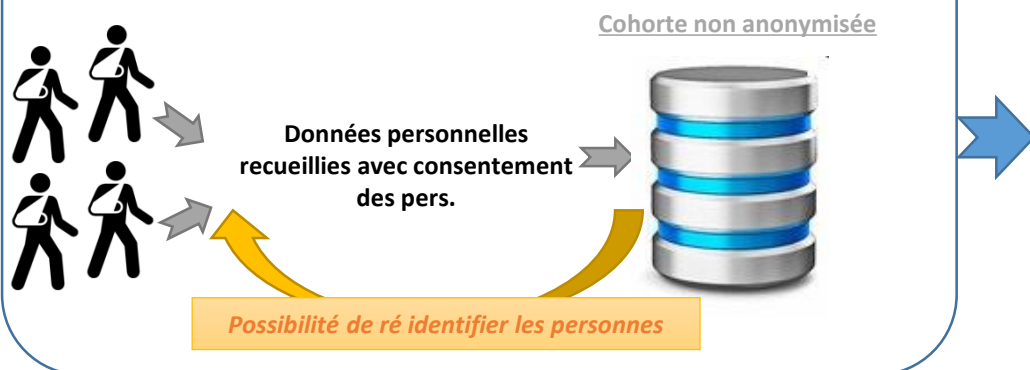 Cohorte non anonymisée
Données personnelles
recueillies avec consentement
des pers.
Possibilité de ré identifier les personnes